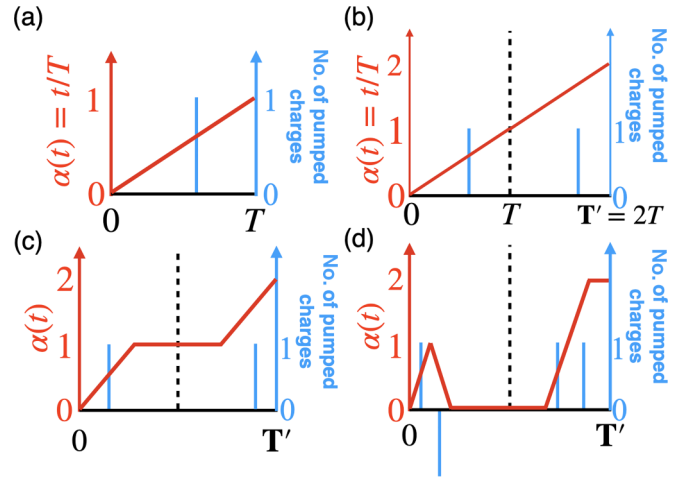 (a)
α(t) = t/T
1
0
0
T
1
0
No. of pumped
charges
(b)
α(t) = t/T
2
1
0
0
T
T′ = 2T
1
0
No. of pumped
charges
(c)
α(t)
2
1
0
0
T′
1
0
No. of pumped
charges
(d)
α(t)
2
1
0
0
T′
1
0
No. of pumped
charges